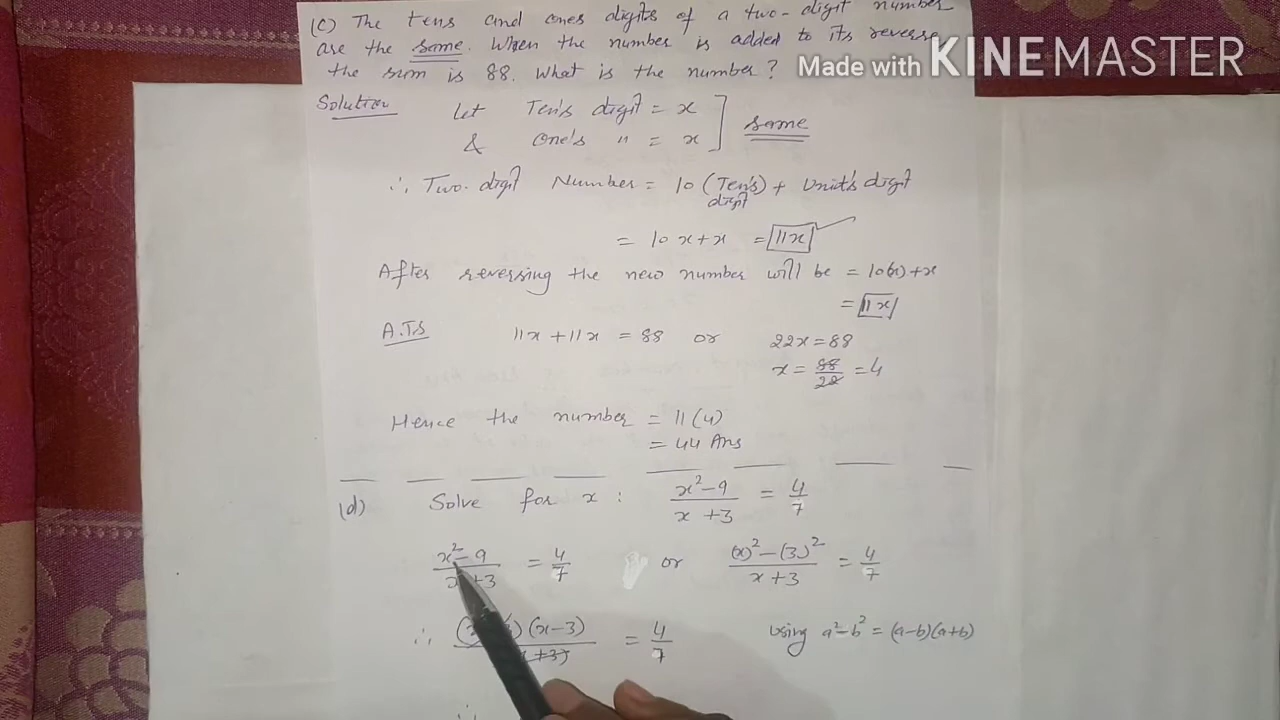 (C) The tens and ones digits of a two-digit number
are the same. When the number is added to its reverse
the sum is 88. What is the number?
Made with KINEMASTER
Solution Let Ten's digit = x
& One's " = x ] same
∴ Two-digit Number = 10 (Ten's digit) + Unit's digit
= 10x+x = 11x
After reversing the new number will be = 10(x)+x
= 11x
A.T.S 11x+11x = 88 or 22x = 88
x = 88/22 = 4
Hence the number = 11(4)
= 44 Ans
(d) Solve for x : x²-9 / x+3 = 4/7
x²-9 / x+3 = 4/7 or (x)²-(3)² / x+3 = 4/7
∴ (x-3) / x+3) = 4/7 using a²-b² = (a-b)(a+b)
∴